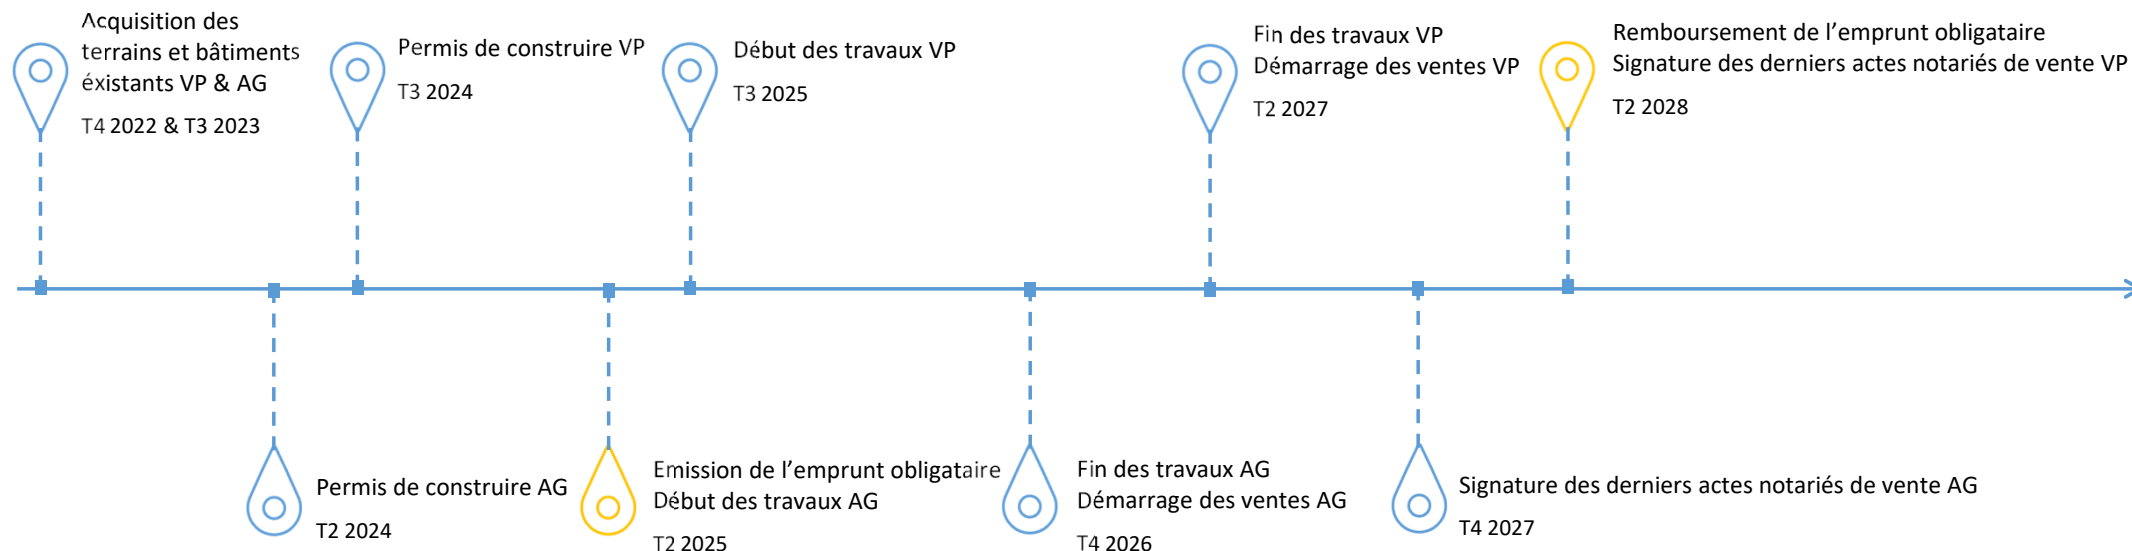 Acquisition des
terrains et bâtiments
éxistants VP & AG
T4 2022 & T3 2023
Permis de construire VP
T3 2024
Début des travaux VP
T3 2025
Fin des travaux VP
Démarrage des ventes VP
T2 2027
Remboursement de l’emprunt obligataire
Signature des derniers actes notariés de vente VP
T2 2028
Permis de construire AG
T2 2024
Emission de l’emprunt obligataire
Début des travaux AG
T2 2025
Fin des travaux AG
Démarrage des ventes AG
T4 2026
Signature des derniers actes notariés de vente AG
T4 2027